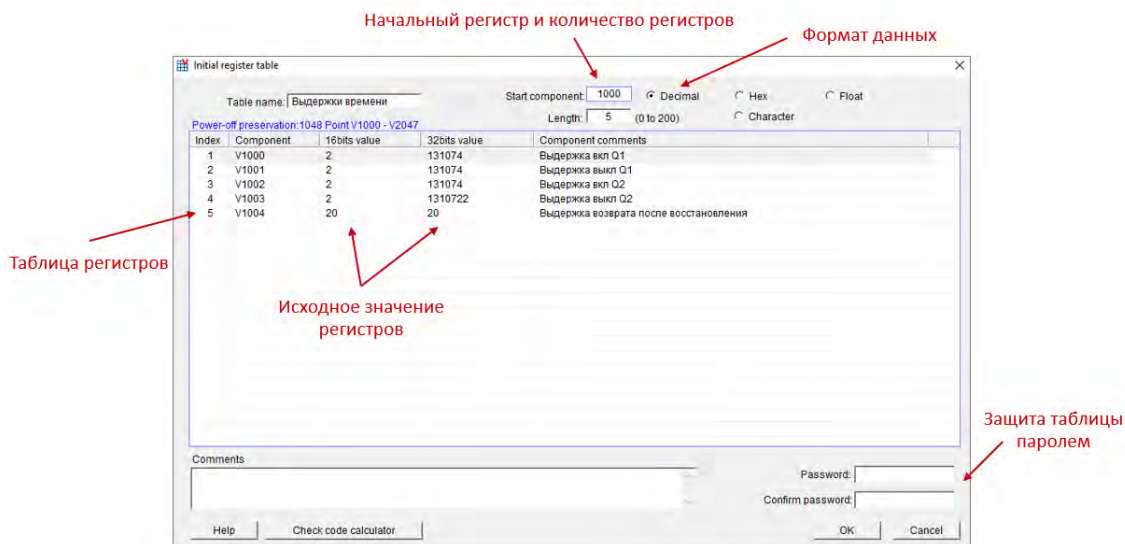 Начальный регистр и количество регистров
Формат данных
Initial register table
Table name: Выдержки времени
Start component: 1000 Decimal Hex Float
Length: 5 (0 to 200) Character
Power-off preservation:1048 Point V1000 - V2047
Index Component 16bits value 32bits value Component comments
1 V1000 2 131074 Выдержка вкл Q1
2 V1001 2 131074 Выдержка выкл Q1
3 V1002 2 131074 Выдержка вкл Q2
4 V1003 2 1310722 Выдержка выкл Q2
5 V1004 20 20 Выдержка возврата после восстановления
Таблица регистров
Исходное значение
регистров
Защита таблицы
паролем
Comments
Password:
Confirm password:
Help Check code calculator OK Cancel